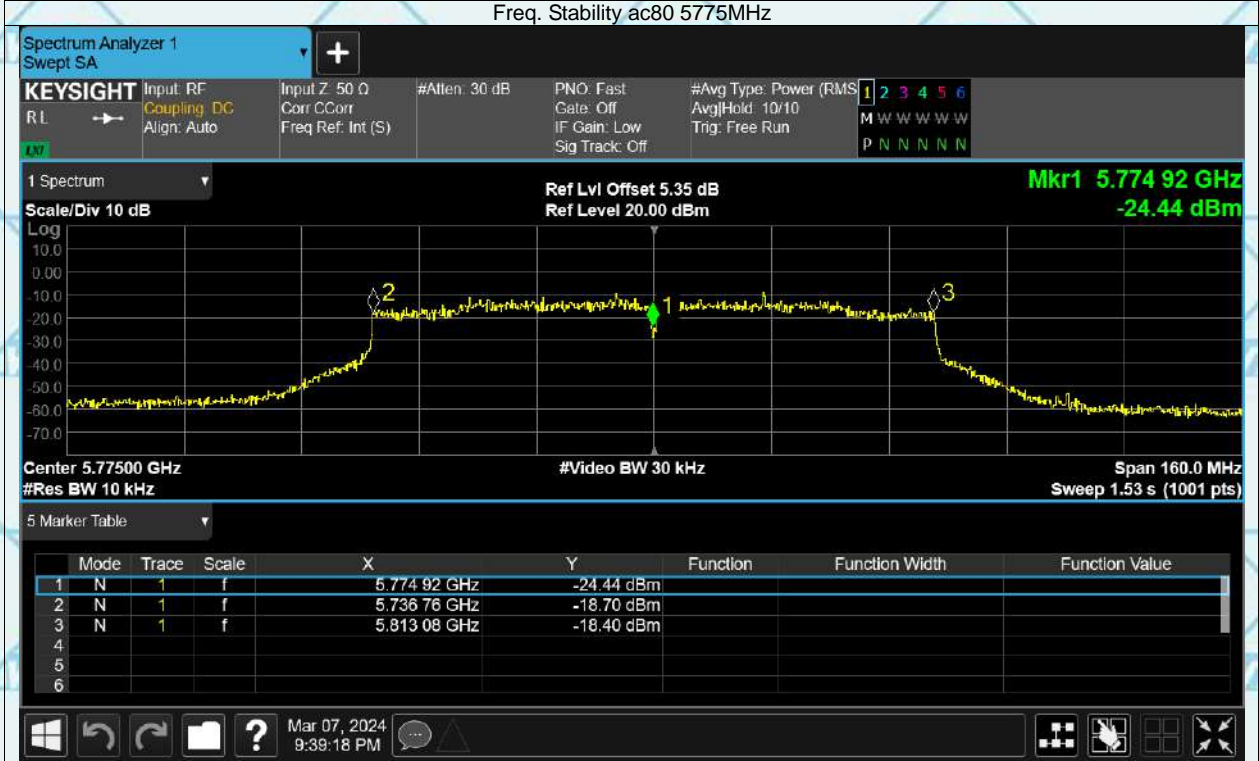 Freq. Stability ac80 5775MHz
Spectrum Analyzer 1
Swept SA
+
KEYSIGHT
R L
LXI
Input: RF
Coupling: DC
Align: Auto
Input Z: 50 Ω
Corr CCorr
Freq Ref: Int (S)
#Atten: 30 dB
PNO: Fast
Gate: Off
IF Gain: Low
Sig Track: Off
#Avg Type: Power (RMS
Avg|Hold: 10/10
Trig: Free Run
1 2 3 4 5 6
M W W W W W
P N N N N N
1 Spectrum
Scale/Div 10 dB
Ref Lvl Offset 5.35 dB
Ref Level 20.00 dBm
Mkr1 5.774 92 GHz
-24.44 dBm
Log
10.0
0.00
-10.0
-20.0
-30.0
-40.0
-50.0
-60.0
-70.0
2
1
3
Center 5.77500 GHz
#Res BW 10 kHz
#Video BW 30 kHz
Span 160.0 MHz
Sweep 1.53 s (1001 pts)
5 Marker Table
Mode Trace Scale X Y Function Function Width Function Value
1 N 1 f 5.774 92 GHz -24.44 dBm
2 N 1 f 5.736 76 GHz -18.70 dBm
3 N 1 f 5.813 08 GHz -18.40 dBm
4
5
6
?
Mar 07, 2024
9:39:18 PM